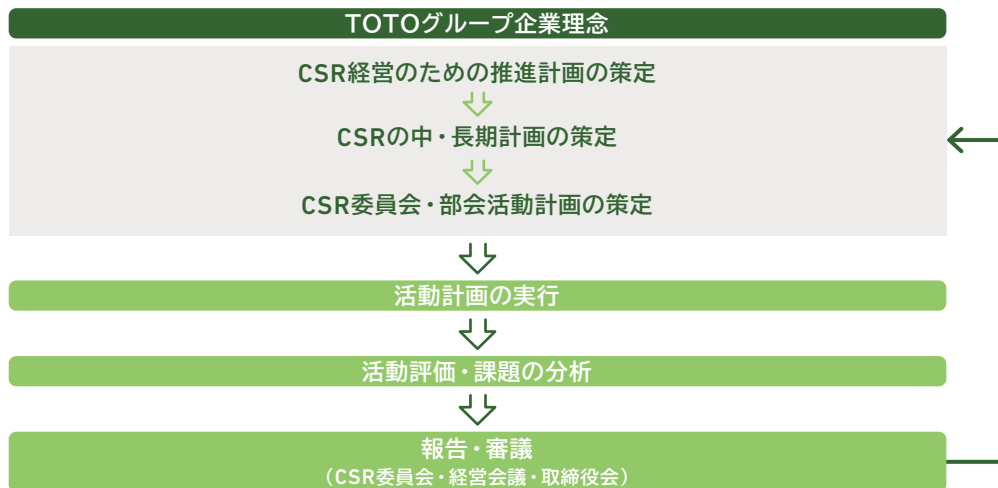 TOTOグループ企業理念
CSR経営のための推進計画の策定
CSRの中・長期計画の策定
CSR委員会・部会活動計画の策定
活動計画の実行
活動評価・課題の分析
報告・審議
（CSR委員会・経営会議・取締役会）